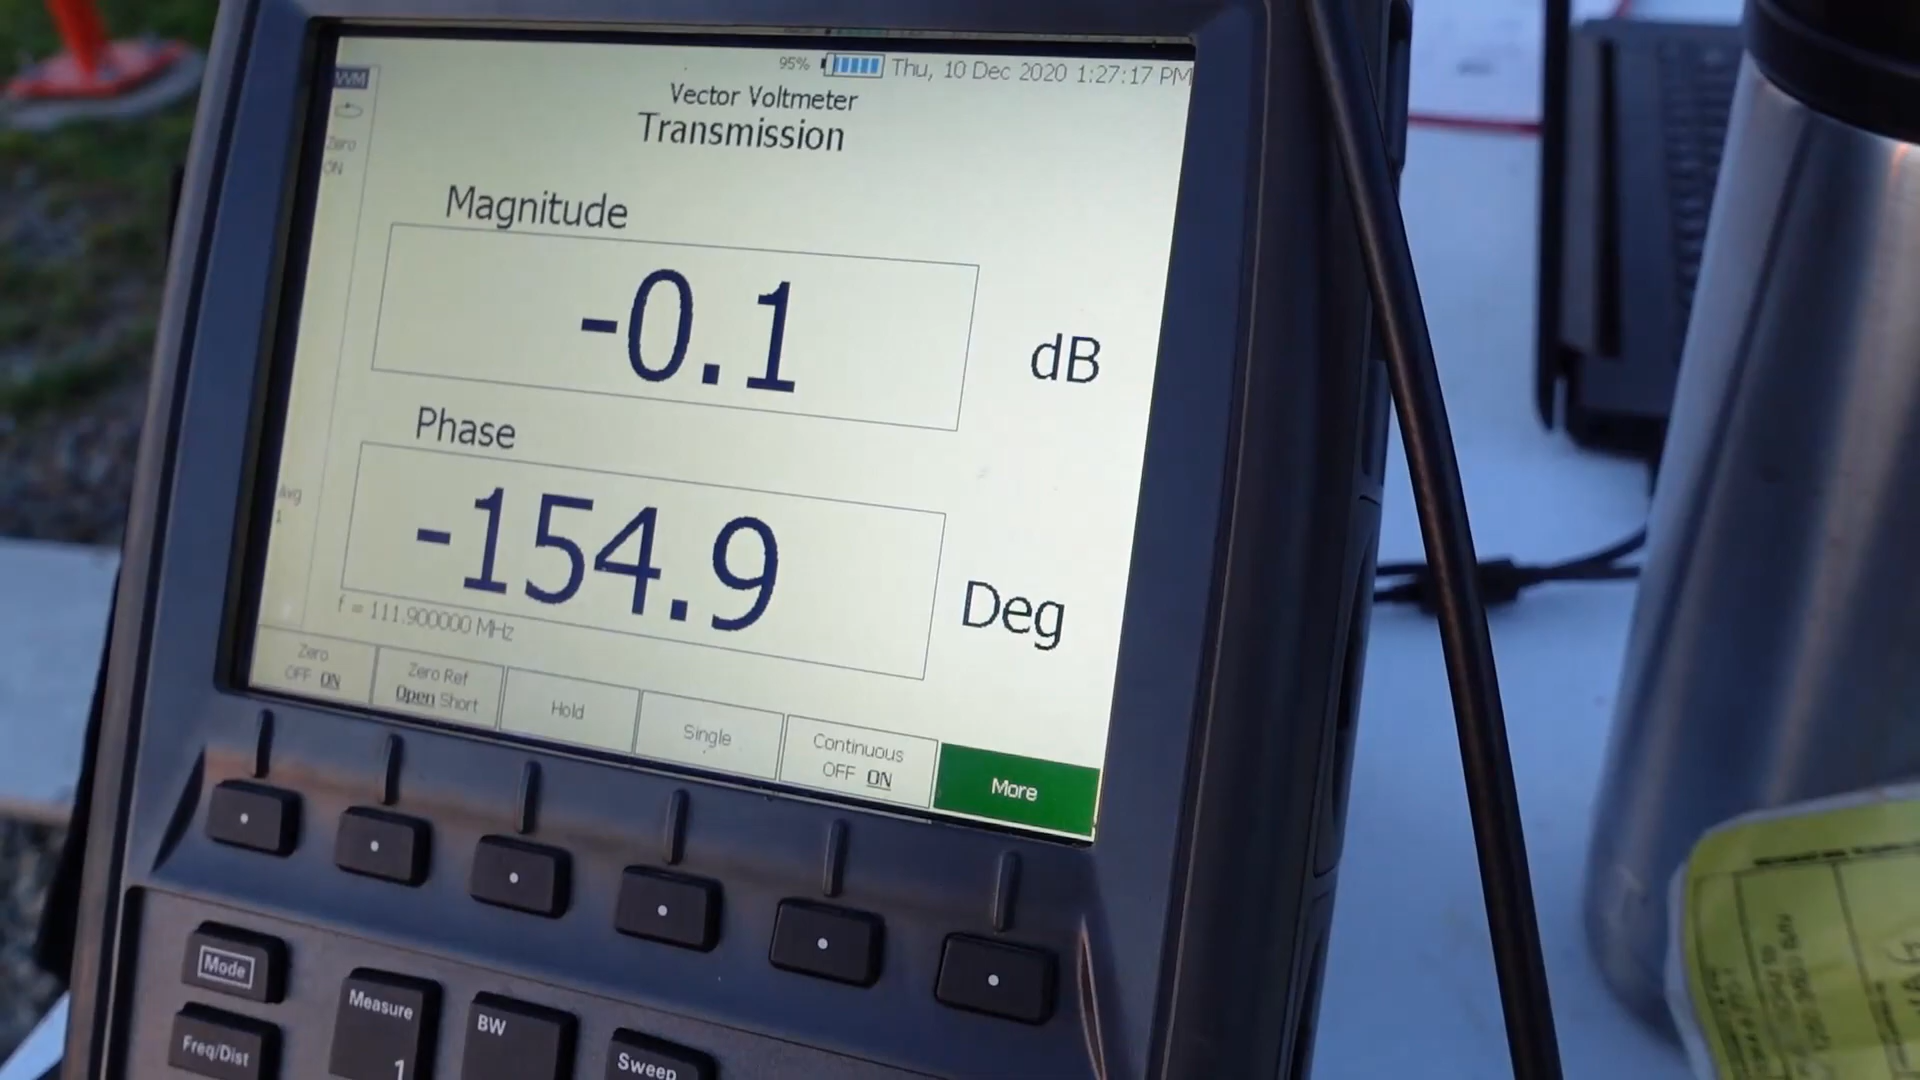 95% Thu, 10 Dec 2020 1:27:17 PM
VVM
Vector Voltmeter
Transmission
Zero
ON
Magnitude
-0.1 dB
Phase
-154.9 Deg
Avg
1
f = 111.900000 MHz
Zero
OFF ON
Zero Ref
Open Short
Hold
Single
Continuous
OFF ON
More
Mode
Measure
1
BW
Freq/Dist
Sweep